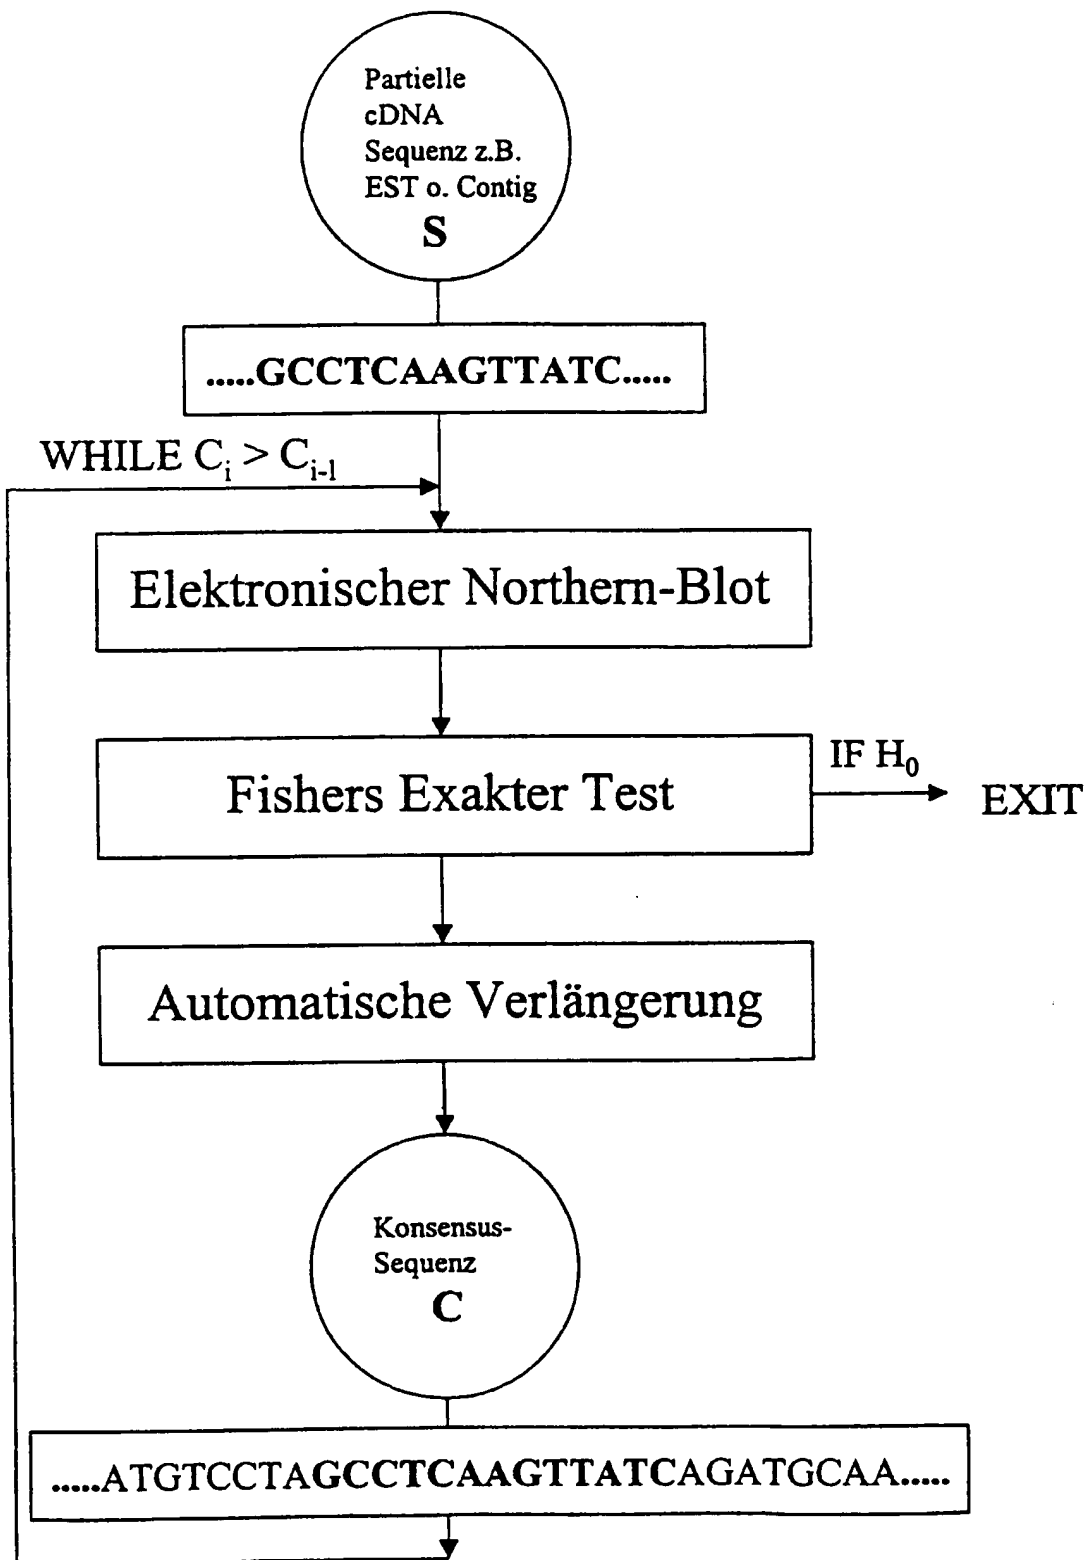 Partielle
cDNA
Sequenz z.B.
EST o. Contig
S
.....GCCTCAAGTTATC.....
WHILE C_i > C_{i-1}
Elektronischer Northern-Blot
Fishers Exakter Test
IF H_0
EXIT
Automatische Verlängerung
Konsensus-
Sequenz
C
.....ATGTCCTAGCCTCAAGTTATCAGATGCAA.....